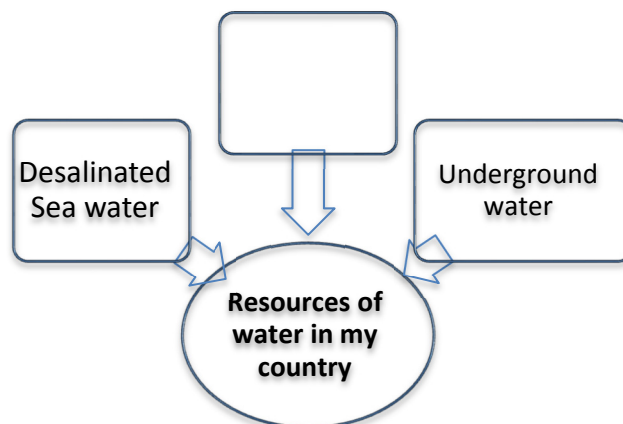 Desalinated
Sea water
Underground
water
Resources of
water in my
country